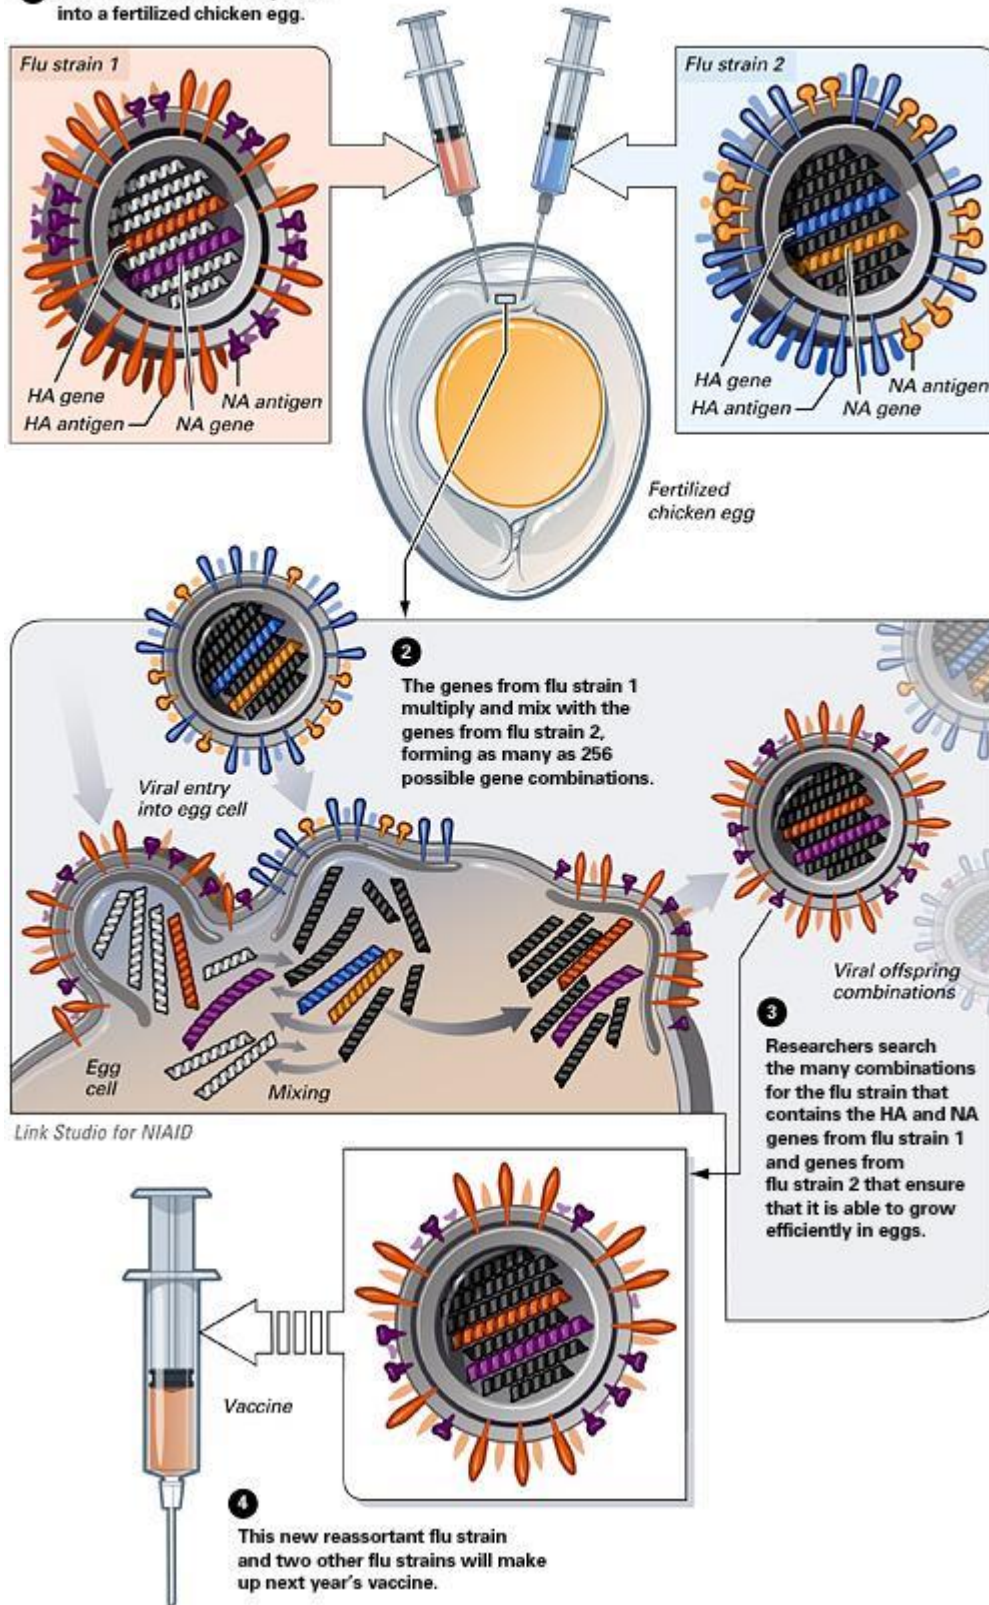 into a fertilized chicken egg.
Flu strain 1
Flu strain 2
HA gene
HA antigen
NA gene
NA antigen
HA gene
HA antigen
NA gene
NA antigen
Fertilized
chicken egg
2
The genes from flu strain 1
multiply and mix with the
genes from flu strain 2,
forming as many as 256
possible gene combinations.
Viral entry
into egg cell
Egg
cell
Mixing
Viral offspring
combinations
3
Researchers search
the many combinations
for the flu strain that
contains the HA and NA
genes from flu strain 1
and genes from
flu strain 2 that ensure
that it is able to grow
efficiently in eggs.
Link Studio for NIAID
Vaccine
4
This new reassortant flu strain
and two other flu strains will make
up next year's vaccine.